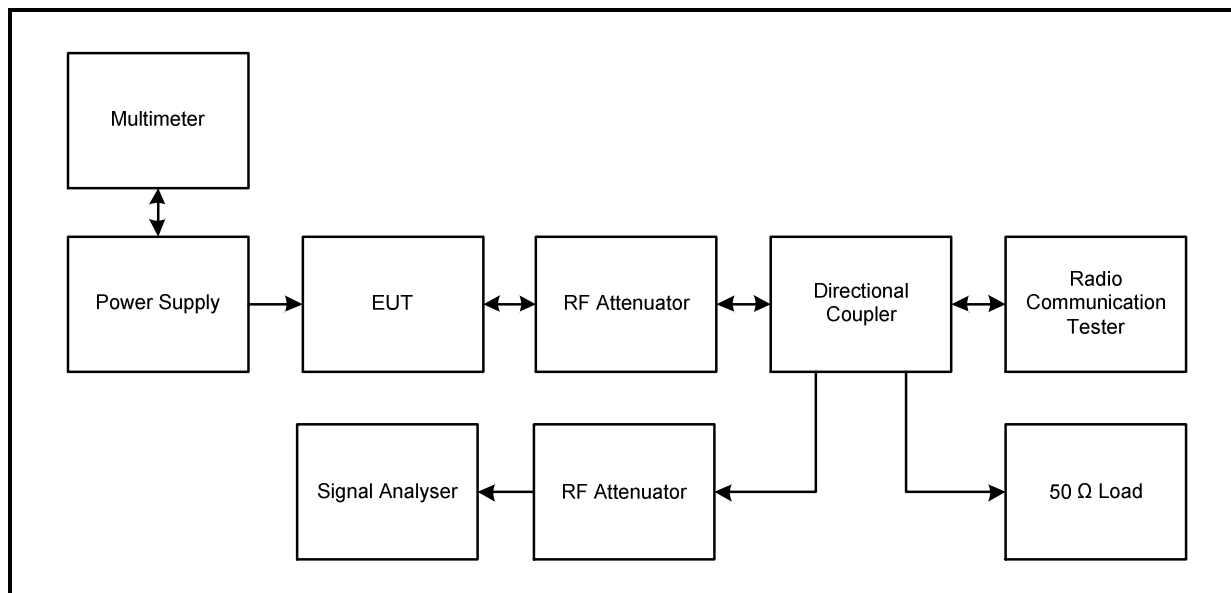 Multimeter
Power Supply
EUT
RF Attenuator
Directional
Coupler
Radio
Communication
Tester
Signal Analyser
RF Attenuator
50 Ω Load